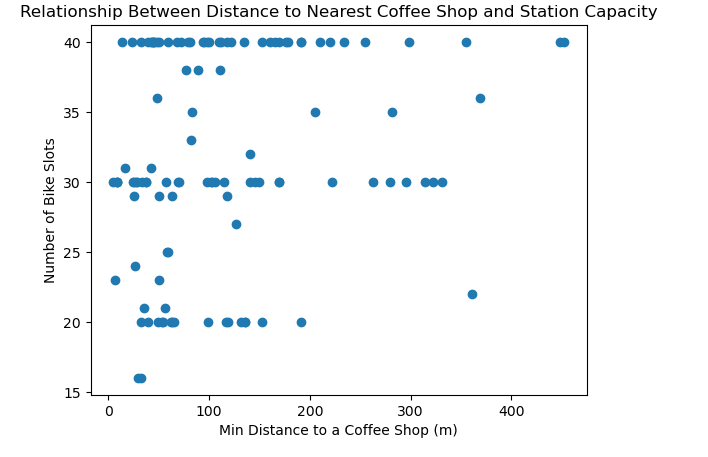 Relationship Between Distance to Nearest Coffee Shop and Station Capacity
40
35
30
25
20
15
Number of Bike Slots
0 100 200 300 400
Min Distance to a Coffee Shop (m)